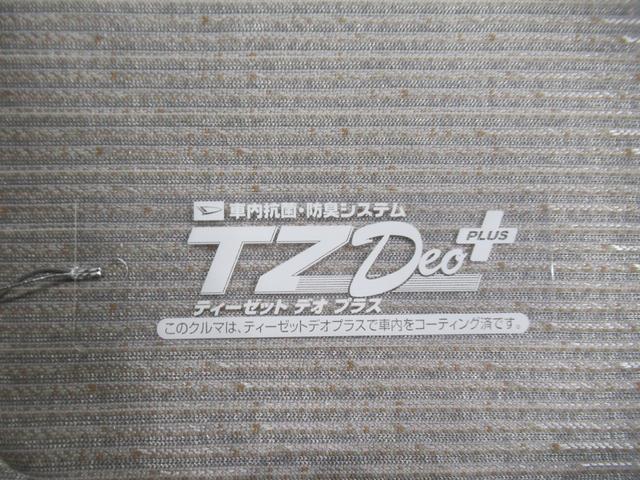 車内抗菌・防臭システム
TZ Deo PLUS
ティーゼット デオ プラス
このクルマは、ティーゼットデオプラスで車内をコーティング済です。